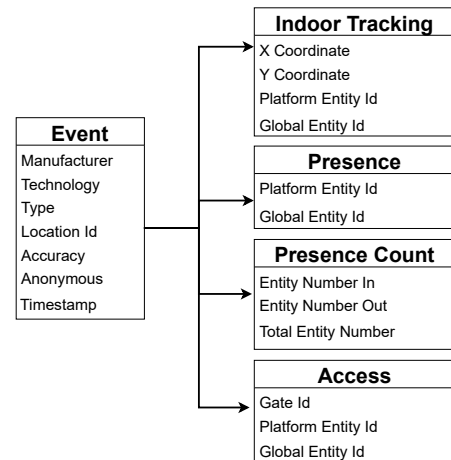 Event
Manufacturer
Technology
Type
Location Id
Accuracy
Anonymous
Timestamp
Indoor Tracking
X Coordinate
Y Coordinate
Platform Entity Id
Global Entity Id
Presence
Platform Entity Id
Global Entity Id
Presence Count
Entity Number In
Entity Number Out
Total Entity Number
Access
Gate Id
Platform Entity Id
Global Entity Id